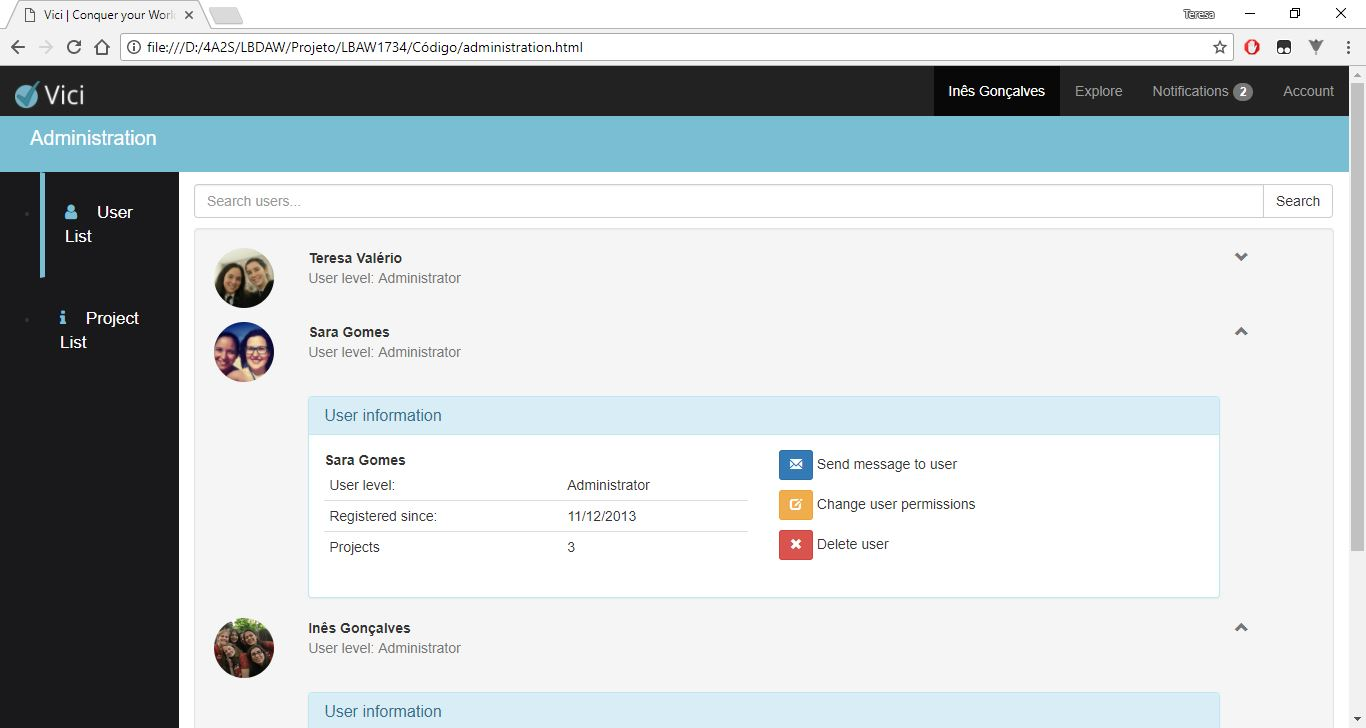 Vici | Conquer your Worl
Teresa
file:///D:/4A2S/LBDAW/Projeto/LBAW1734/Código/administration.html
Vici
Inês Gonçalves
Explore
Notifications 2
Account
Administration
User
List
Project
List
Search users...
Search
Teresa Valério
User level: Administrator
Sara Gomes
User level: Administrator
User information
Sara Gomes
User level: Administrator
Registered since: 11/12/2013
Projects 3
Send message to user
Change user permissions
Delete user
Inês Gonçalves
User level: Administrator
User information